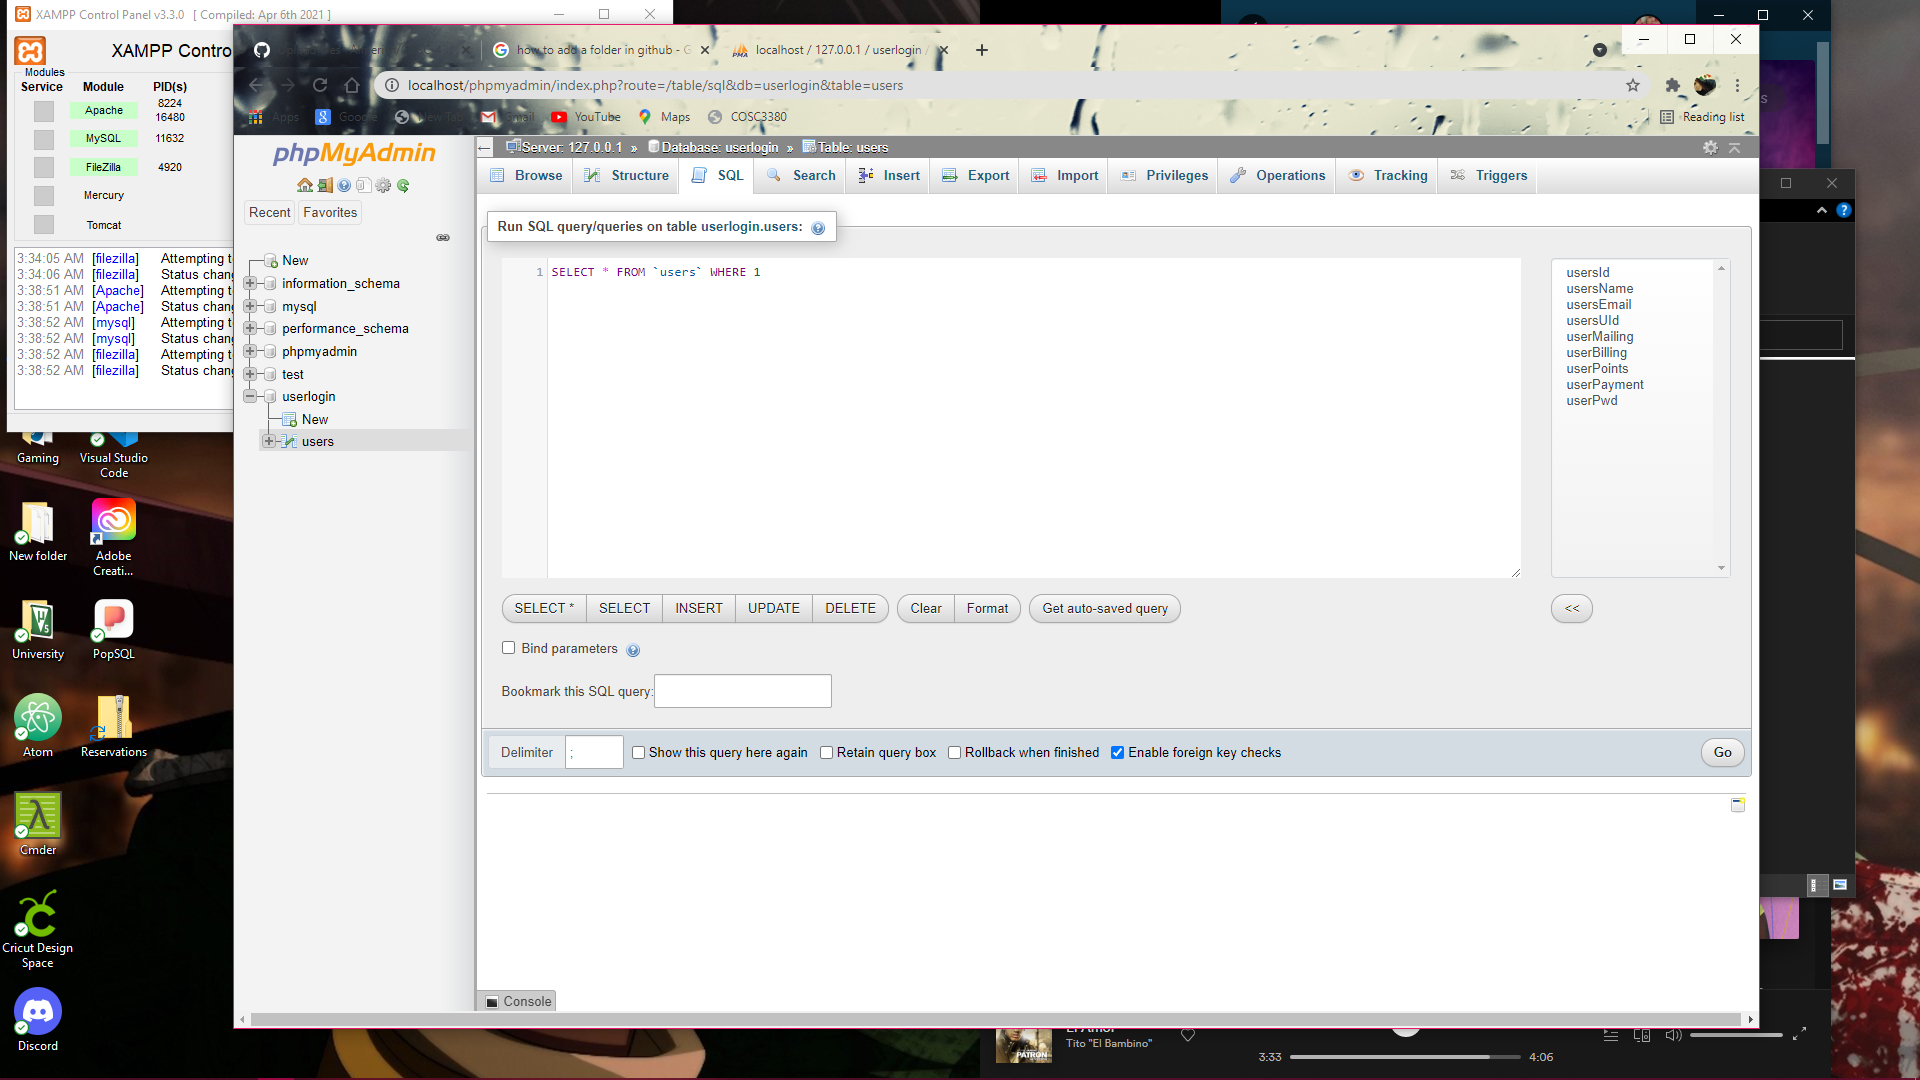 XAMPP Control Panel v3.3.0 [ Compiled: Apr 6th 2021 ]
XAMPP Contro
Modules
Service Module PID(s)
Apache 8224
16480
MySQL 11632
FileZilla 4920
Mercury
Tomcat
3:34:05 AM [filezilla] Attempting t
3:34:06 AM [filezilla] Status chan
3:38:51 AM [Apache] Attempting t
3:38:51 AM [Apache] Status chan
3:38:52 AM [mysql] Attempting t
3:38:52 AM [mysql] Status chan
3:38:52 AM [filezilla] Attempting t
3:38:52 AM [filezilla] Status chan
how to add a folder in github - G
localhost / 127.0.0.1 / userlogin /
localhost/phpmyadmin/index.php?route=/table/sql&db=userlogin&table=users
Apps
Google
New Tab
Gmail
YouTube
Maps
COSC3380
Reading list
phpMyAdmin
Recent Favorites
New
information_schema
mysql
performance_schema
phpmyadmin
test
userlogin
New
users
Server: 127.0.0.1 » Database: userlogin » Table: users
Browse Structure SQL Search Insert Export Import Privileges Operations Tracking Triggers
Run SQL query/queries on table userlogin.users:
1 SELECT * FROM `users` WHERE 1
usersId
usersName
usersEmail
usersUId
userMailing
userBilling
userPoints
userPayment
userPwd
SELECT * SELECT INSERT UPDATE DELETE Clear Format Get auto-saved query <<
Bind parameters
Bookmark this SQL query:
Delimiter ; Show this query here again Retain query box Rollback when finished Enable foreign key checks Go
Console
Gaming
Visual Studio
Code
New folder
Adobe
Creati...
University
PopSQL
Atom
Reservations
Cmder
Cricut Design
Space
Discord
El Amor
Tito "El Bambino"
PATRON
3:33 4:06